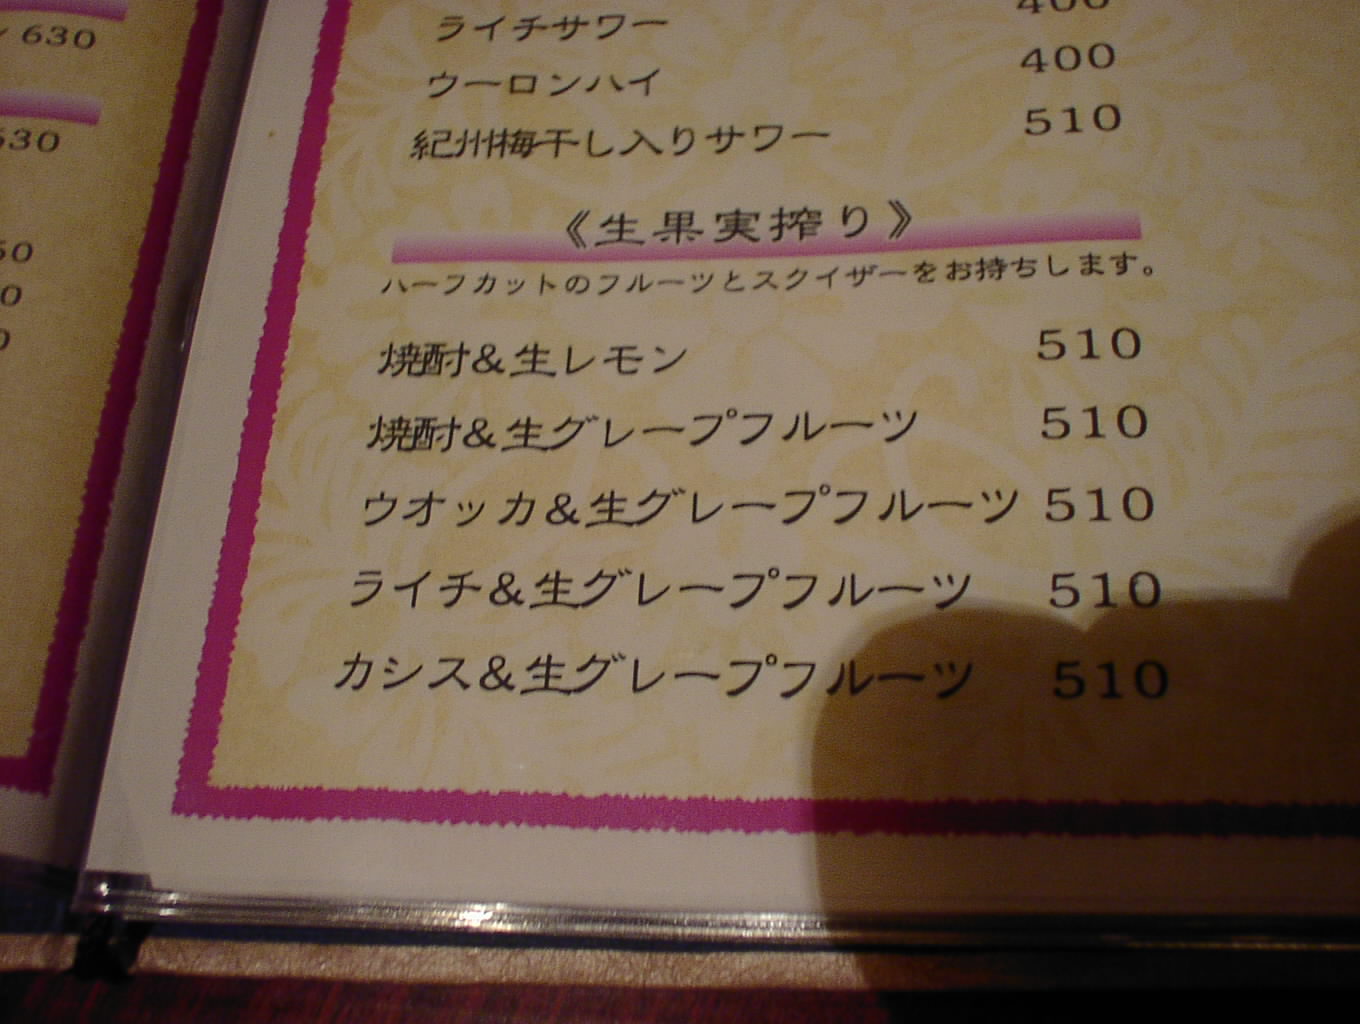 630
ライチサワー 400
ウーロンハイ 400
紀州梅干し入りサワー 510
《生果実搾り》
ハーフカットのフルーツとスクイザーをお持ちします。
焼酎&生レモン 510
焼酎&生グレープフルーツ 510
ウオッカ&生グレープフルーツ 510
ライチ&生グレープフルーツ 510
カシス&生グレープフルーツ 510